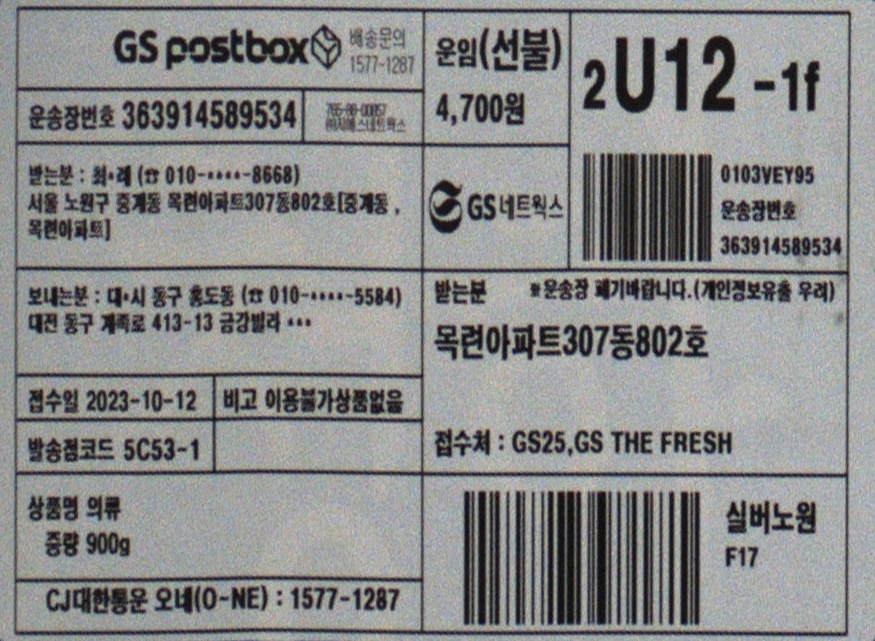 GS postbox 배송문의
1577-1287
운송장번호 363914589534
운임(선불)
4,700원
2U12-1f
받는분 : 최*례 (☎ 010-****-8668)
서울 노원구 중계동 목련아파트307동802호[중계동 ,
목련아파트]
GS네트웍스
0103VEY95
운송장번호
363914589534
보내는분 : 대*시 동구 홍도동 (☎ 010-****-5584)
대전 동구 계족로 413-13 금강빌라 ***
받는분 ※운송장 폐기바랍니다.(개인정보유출 우려)
목련아파트307동802호
접수일 2023-10-12 비고 이용불가상품없음
발송점코드 5C53-1
접수처 : GS25,GS THE FRESH
상품명 의류
중량 900g
실버노원
F17
CJ대한통운 오네(O-NE) : 1577-1287